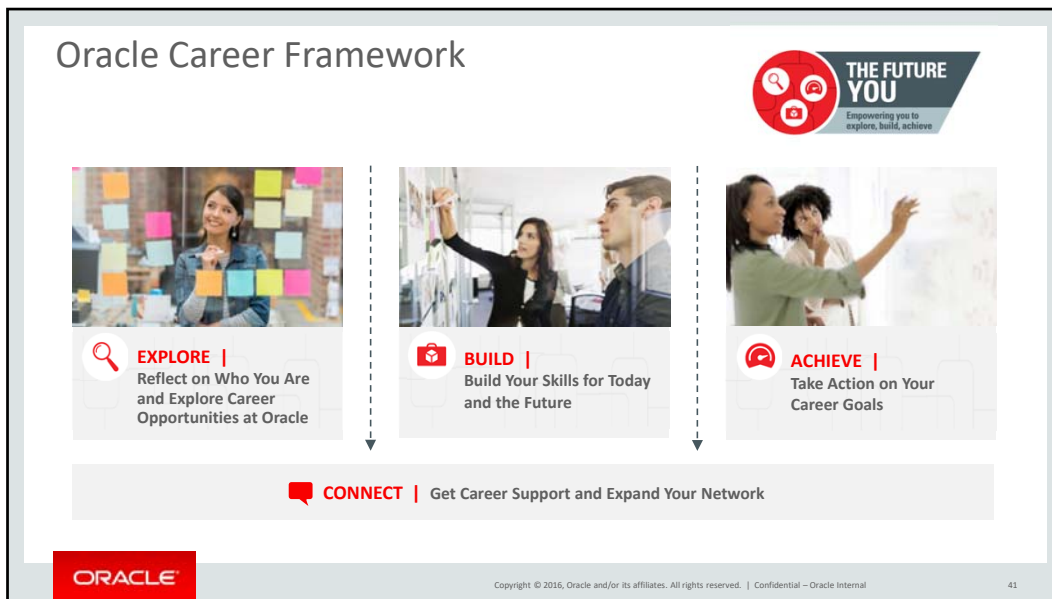 Oracle Career Framework
THE FUTURE
YOU
Empowering you to
explore, build, achieve
EXPLORE |
Reflect on Who You Are
and Explore Career
Opportunities at Oracle
BUILD |
Build Your Skills for Today
and the Future
ACHIEVE |
Take Action on Your
Career Goals
CONNECT | Get Career Support and Expand Your Network
ORACLE®
Copyright © 2016, Oracle and/or its affiliates. All rights reserved. | Confidential – Oracle Internal 41